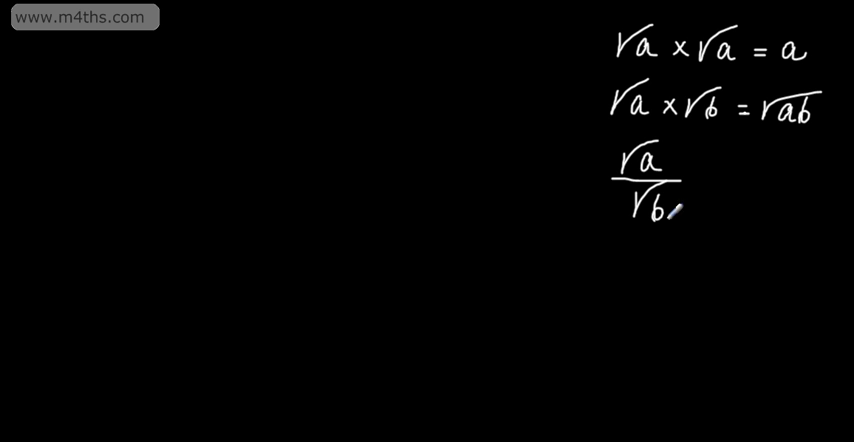 www.m4ths.com
√a × √a = a
√a × √b = √ab
√a
√b